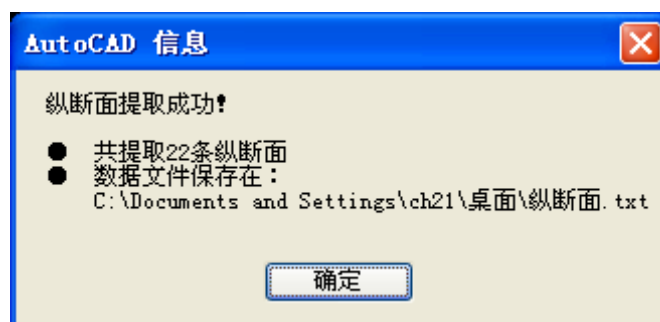 AutoCAD 信息
纵断面提取成功!
● 共提取22条纵断面
● 数据文件保存在：
C:\Documents and Settings\ch21\桌面\纵断面.txt
确定